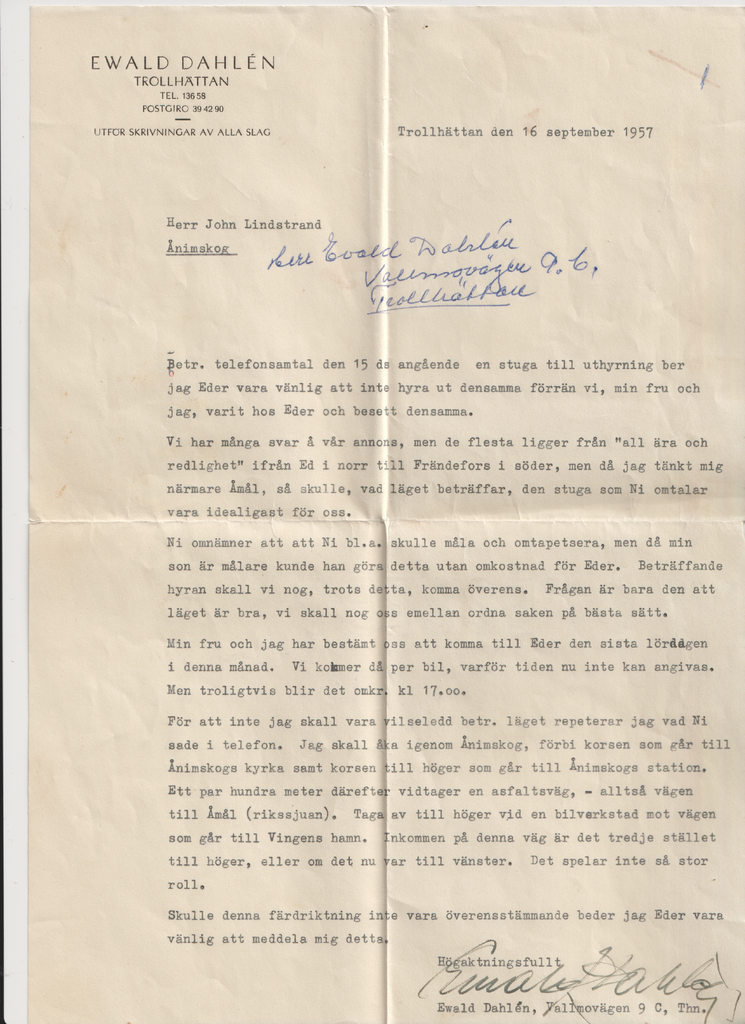 EWALD DAHLÉN
TROLLHÄTTAN
TEL. 136 58
POSTGIRO 39 42 90
UTFÖR SKRIVNINGAR AV ALLA SLAG
Trollhättan den 16 september 1957
Herr John Lindstrand
Ånimskog
Herr Ewald Dahlén
Vallmovägen 9. C,
Trollhättan
Betr. telefonsamtal den 15 ds angående en stuga till uthyrning ber
jag Eder vara vänlig att inte hyra ut densamma förrän vi, min fru och
jag, varit hos Eder och besett densamma.
Vi har många svar å vår annons, men de flesta ligger från "all ära och
redlighet" ifrån Ed i norr till Frändefors i söder, men då jag tänkt mig
närmare Åmål, så skulle, vad läget beträffar, den stuga som Ni omtalar
vara idealigast för oss.
Ni omnämner att att Ni bl.a. skulle måla och omtapetsera, men då min
son är målare kunde han göra detta utan omkostnad för Eder. Beträffande
hyran skall vi nog, trots detta, komma överens. Frågan är bara den att
läget är bra, vi skall nog oss emellan ordna saken på bästa sätt.
Min fru och jag har bestämt oss att komma till Eder den sista lördagen
i denna månad. Vi kommer då per bil, varför tiden nu inte kan angivas.
Men troligtvis blir det omkr. kl 17.oo.
För att inte jag skall vara vilseledd betr. läget repeterar jag vad Ni
sade i telefon. Jag skall åka igenom Ånimskog, förbi korsen som går till
Ånimskogs kyrka samt korsen till höger som går till Ånimskogs station.
Ett par hundra meter därefter vidtager en asfaltsväg, - alltså vägen
till Åmål (rikssjuan). Taga av till höger vid en bilverkstad mot vägen
som går till Vingens hamn. Inkommen på denna väg är det tredje stället
till höger, eller om det nu var till vänster. Det spelar inte så stor
roll.
Skulle denna färdriktning inte vara överensstämmande beder jag Eder vara
vänlig att meddela mig detta.
Högaktningsfullt
Ewald Dahlén
Ewald Dahlén, Vallmovägen 9 C, Thn.